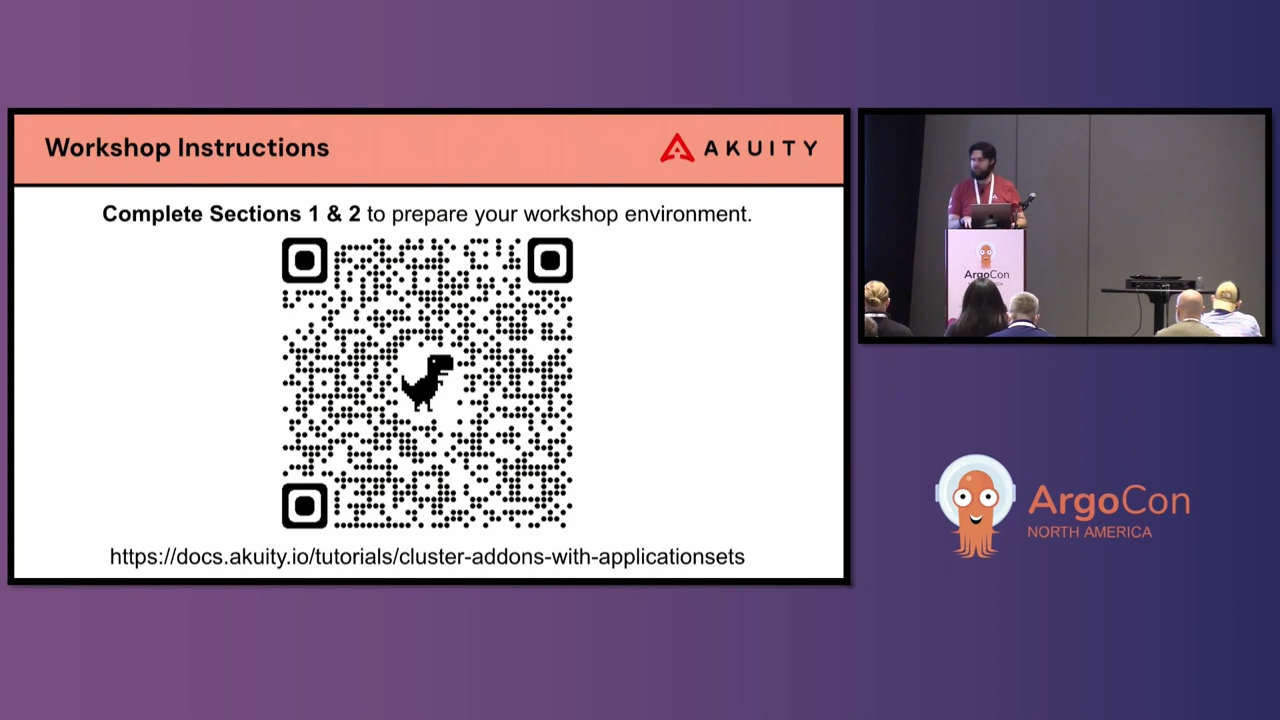 Workshop Instructions
AKUITY
Complete Sections 1 & 2 to prepare your workshop environment.
https://docs.akuity.io/tutorials/cluster-addons-with-applicationsets
ArgoCon
ArgoCon
NORTH AMERICA